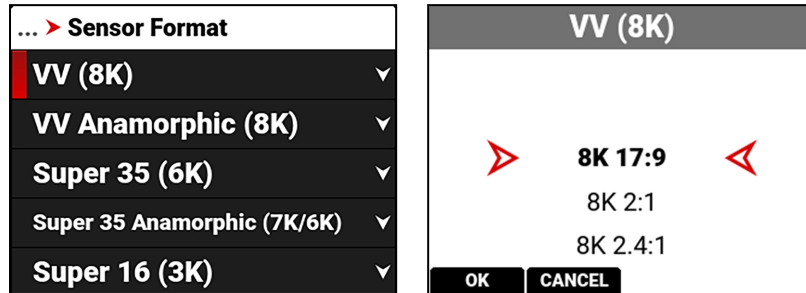 ... Sensor Format
VV (8K)
VV Anamorphic (8K)
Super 35 (6K)
Super 35 Anamorphic (7K/6K)
Super 16 (3K)
VV (8K)
8K 17:9
8K 2:1
8K 2.4:1
OK CANCEL